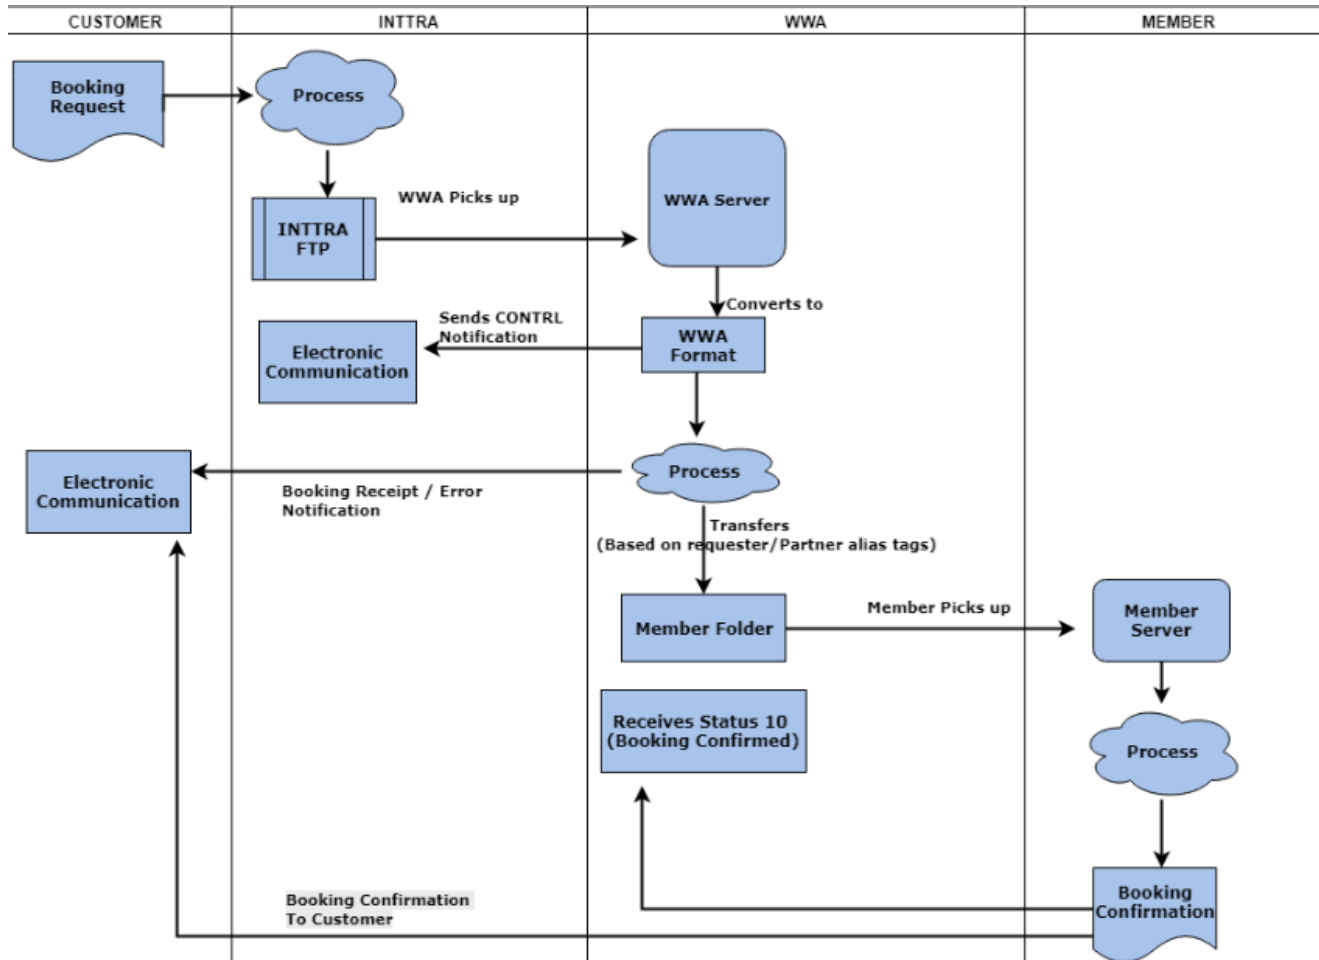 CUSTOMER
INTTRA
WWA
MEMBER
Booking
Request
Process
WWA Picks up
INTTRA
FTP
WWA Server
Converts to
Sends CONTRL
Notification
WWA
Format
Electronic
Communication
Process
Electronic
Communication
Booking Receipt / Error
Notification
Transfers
(Based on requester/Partner alias tags)
Member Folder
Member Picks up
Member
Server
Receives Status 10
(Booking Confirmed)
Process
Booking Confirmation
To Customer
Booking
Confirmation